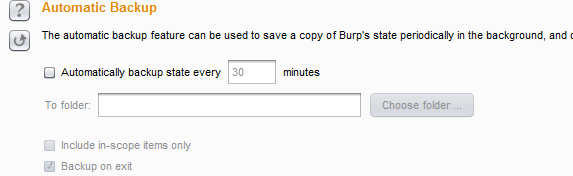 Automatic Backup
The automatic backup feature can be used to save a copy of Burp's state periodically in the background, and
Automatically backup state every 30 minutes
To folder: Choose folder ...
Include in-scope items only
Backup on exit